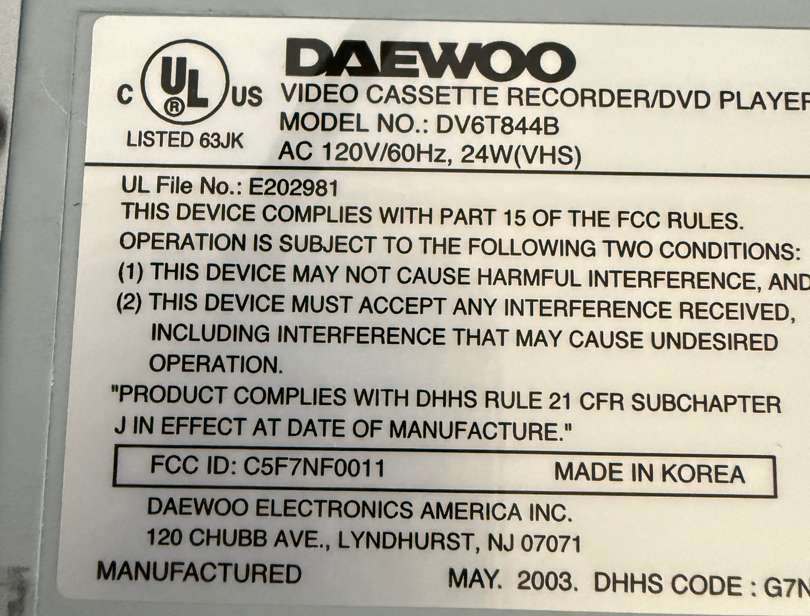 DAEWOO
C UL ® US VIDEO CASSETTE RECORDER/DVD PLAYER
MODEL NO.: DV6T844B
LISTED 63JK AC 120V/60Hz, 24W(VHS)
UL File No.: E202981
THIS DEVICE COMPLIES WITH PART 15 OF THE FCC RULES.
OPERATION IS SUBJECT TO THE FOLLOWING TWO CONDITIONS:
(1) THIS DEVICE MAY NOT CAUSE HARMFUL INTERFERENCE, AND
(2) THIS DEVICE MUST ACCEPT ANY INTERFERENCE RECEIVED,
INCLUDING INTERFERENCE THAT MAY CAUSE UNDESIRED
OPERATION.
"PRODUCT COMPLIES WITH DHHS RULE 21 CFR SUBCHAPTER
J IN EFFECT AT DATE OF MANUFACTURE."
FCC ID: C5F7NF0011 MADE IN KOREA
DAEWOO ELECTRONICS AMERICA INC.
120 CHUBB AVE., LYNDHURST, NJ 07071
MANUFACTURED MAY. 2003. DHHS CODE : G7N